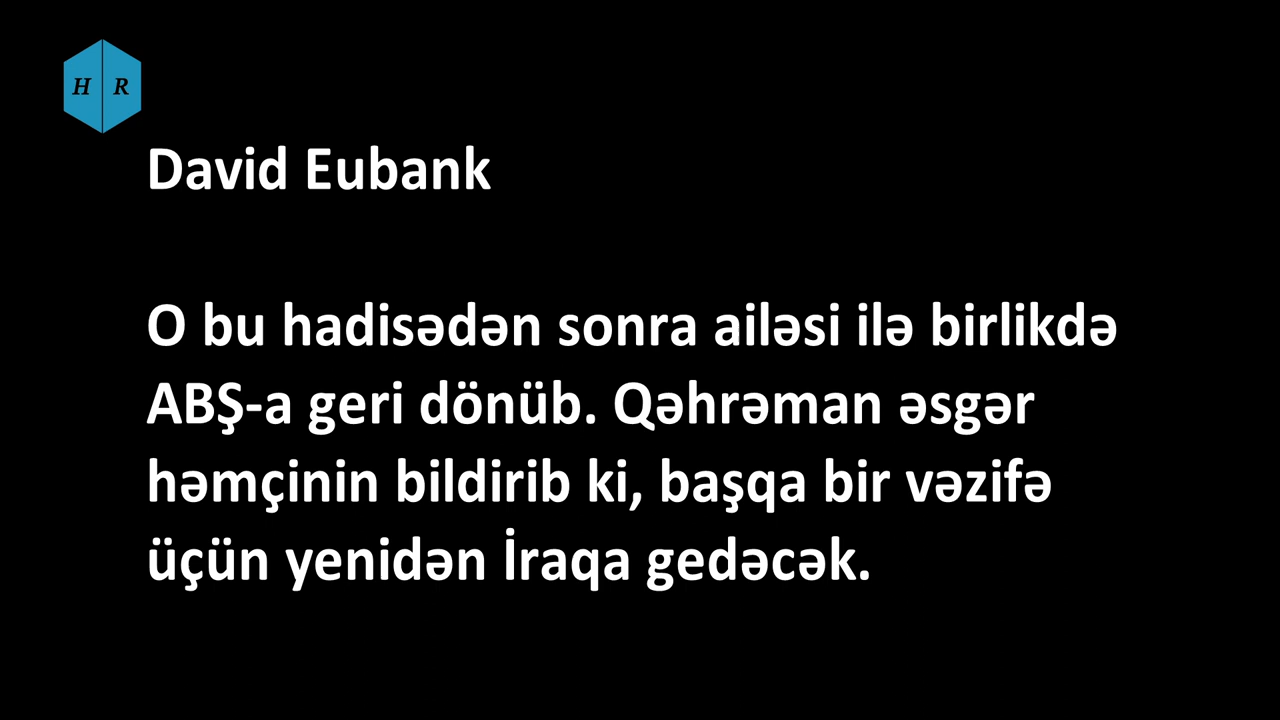 H R
David Eubank
O bu hadisədən sonra ailəsi ilə birlikdə
ABŞ-a geri dönüb. Qəhrəman əsgər
həmçinin bildirib ki, başqa bir vəzifə
üçün yenidən İraqa gedəcək.